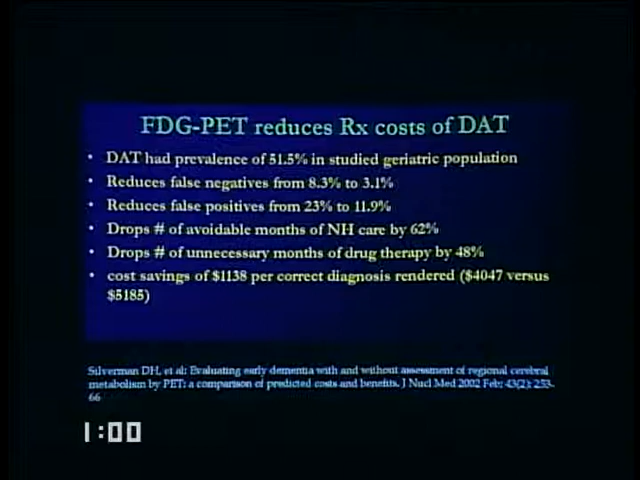 FDG-PET reduces Rx costs of DAT
• DAT had prevalence of 51.5% in studied geriatric population
• Reduces false negatives from 8.3% to 3.1%
• Reduces false positives from 23% to 11.9%
• Drops # of avoidable months of NH care by 62%
• Drops # of unnecessary months of drug therapy by 48%
• cost savings of $1138 per correct diagnosis rendered ($4047 versus
$5185)
Silverman DH, et al: Evaluating early dementia with and without assessment of regional cerebral
metabolism by PET: a comparison of predicted costs and benefits. J Nucl Med 2002 Feb; 43(2): 253-
66
1:00